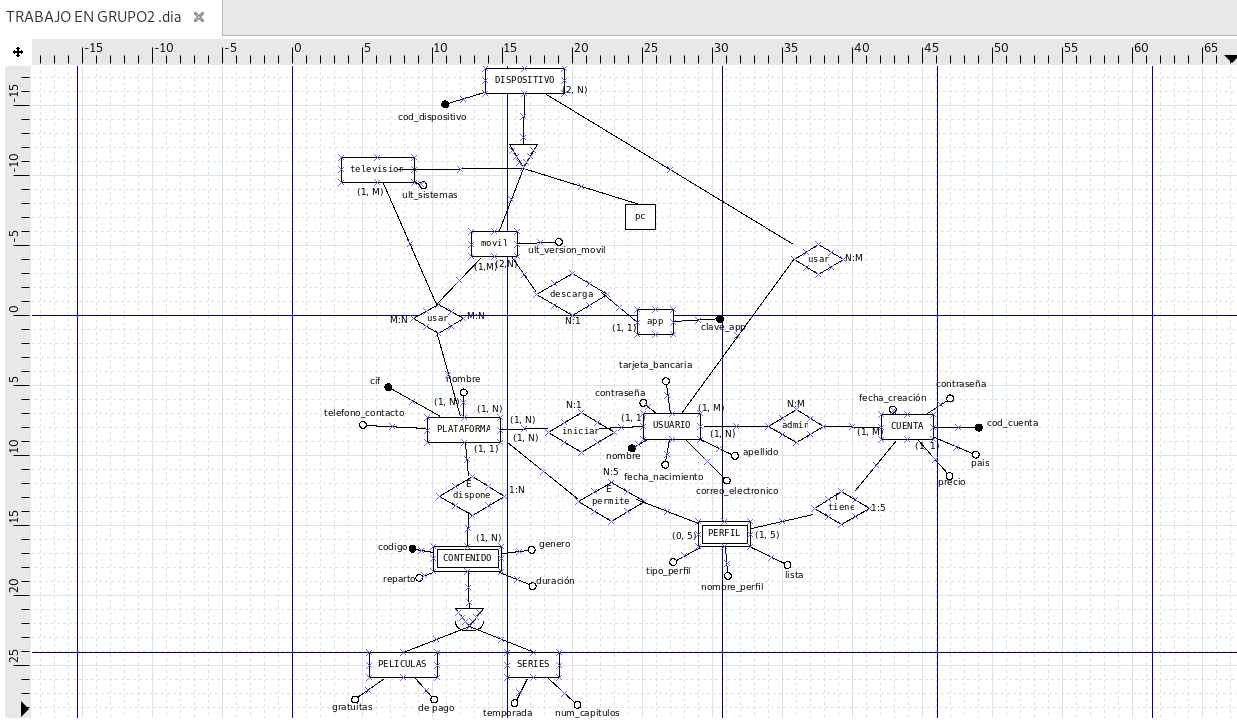 TRABAJO EN GRUPO2 .dia
-15 -10 -5 0 5 10 15 20 25 30 35 40 45 50 55 60 65
-15
-10
-5
0
5
10
15
20
25
DISPOSITIVO
(2, N)
cod_dispositivo
television
(1, M)
ult_sistemas
pc
movil
ult_version_movil
(1,M)
(2,N)
usar
N:M
descarga
N:1
app
(1, 1)
clave_app
M:N
usar
M:N
tarjeta_bancaria
cif
nombre
contraseña
fecha_creación
contraseña
telefono_contacto
(1, N)
(1, N)
(1, N)
N:1
(1, 1
(1, M)
N:M
PLATAFORMA
iniciar
USUARIO
admir
CUENTA
cod_cuenta
(1, N)
(1, N)
(1, M)
(1, 1)
(1, 1)
nombre
apellido
pais
fecha_nacimiento
correo_electronico
precio
E
dispone
1:N
N:5
E
permite
tiene
1:5
(1, N)
(0, 5)
PERFIL
(1, 5)
codigo
CONTENIDO
genero
reparto
duración
tipo_perfil
nombre_perfil
lista
PELICULAS
SERIES
gratuitas
de pago
temporada
num_capitulos